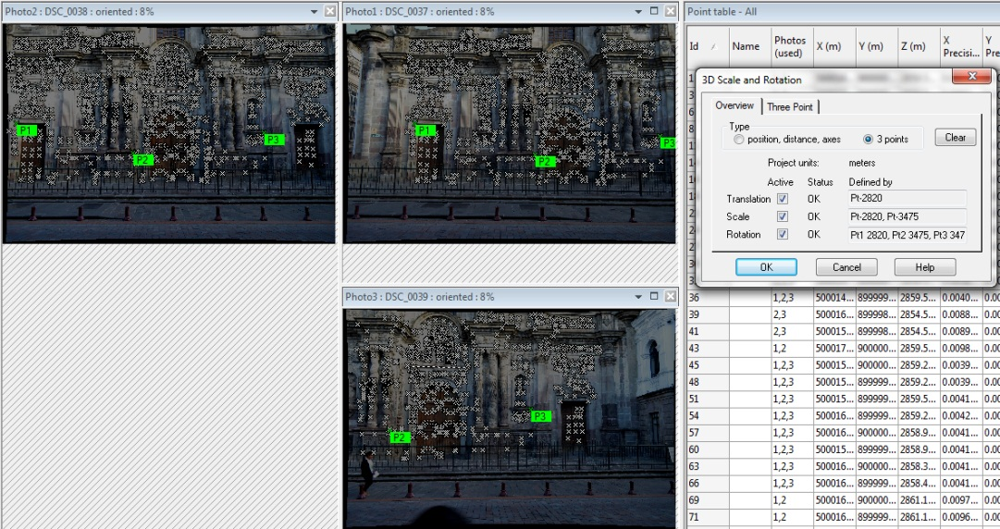 Photo2 : DSC_0038 : oriented : 8%
P1
P2
P3
Photo1 : DSC_0037 : oriented : 8%
P1
P2
P3
Photo3 : DSC_0039 : oriented : 8%
P2
P3
Point table - All
Id Name Photos (used) X (m) Y (m) Z (m) X Precisi... Y Pre
3D Scale and Rotation
Overview Three Point
Type
position, distance, axes 3 points Clear
Project units: meters
Active Status Defined by
Translation OK Pt-2820
Scale OK Pt-2820, Pt-3475
Rotation OK Pt1 2820, Pt2 3475, Pt3 347
OK Cancel Help
36 1,2,3 500014... 899999... 2859.5... 0.0040... 0.00
39 2,3 500016... 899998... 2854.5... 0.0088... 0.00
41 2,3 500015... 899998... 2854.5... 0.0089... 0.00
43 1,2 500017... 900000... 2859.5... 0.0098... 0.00
45 1,2,3 500015... 900000... 2859.2... 0.0039... 0.00
48 1,2,3 500015... 899999... 2859.2... 0.0039... 0.00
51 1,2,3 500015... 899999... 2859.5... 0.0041... 0.00
54 1,2,3 500016... 899999... 2859.2... 0.0042... 0.00
57 1,2,3 500016... 900000... 2858.9... 0.0041... 0.00
60 1,2,3 500015... 899999... 2858.9... 0.0041... 0.00
63 1,2,3 500016... 900000... 2858.3... 0.0041... 0.00
66 1,2,3 500016... 899999... 2858.4... 0.0041... 0.00
69 1,2 500016... 900000... 2861.1... 0.0097... 0.00
71 1,2 500016... 899999... 2861.1... 0.0096... 0.00